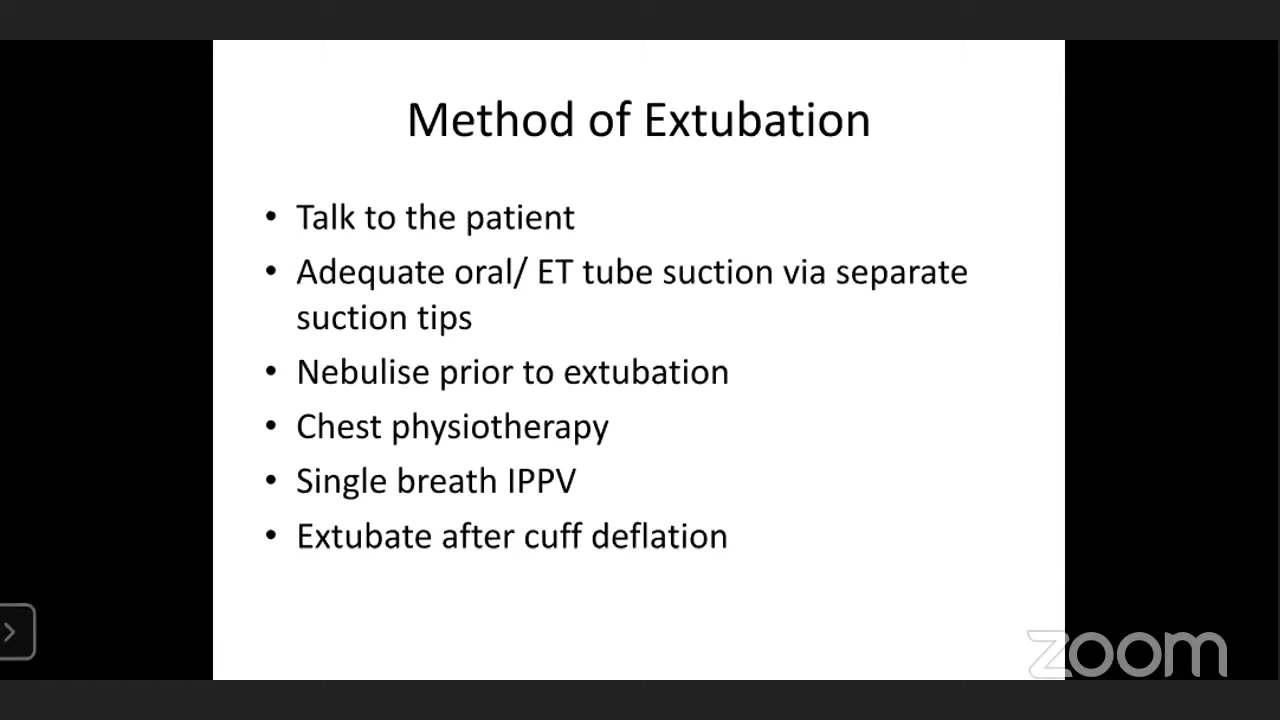 Method of Extubation
• Talk to the patient
• Adequate oral/ ET tube suction via separate
suction tips
• Nebulise prior to extubation
• Chest physiotherapy
• Single breath IPPV
• Extubate after cuff deflation
zoom